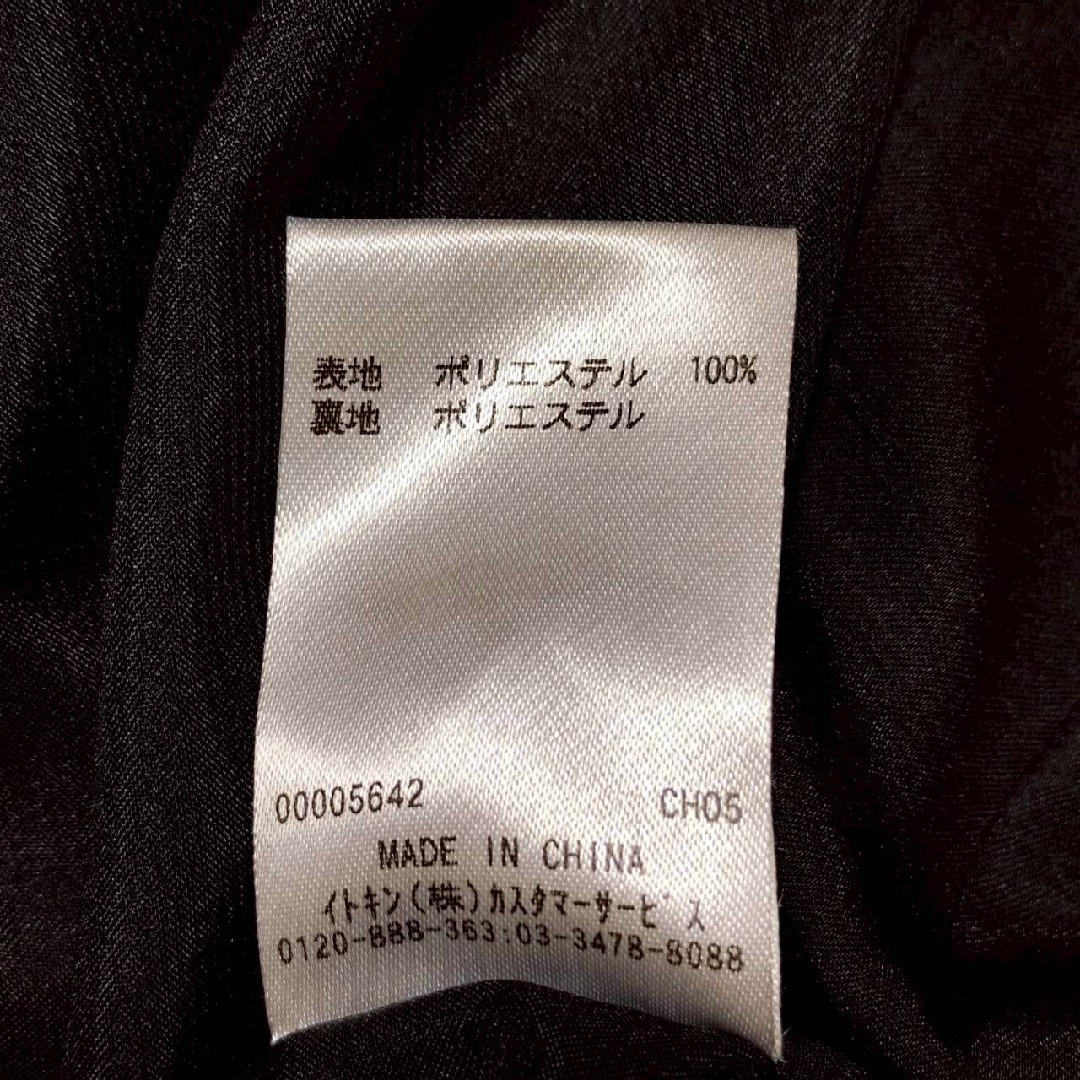 表地 ポリエステル 100%
裏地 ポリエステル
00005642 CH05
MADE IN CHINA
イトキン(株)カスタマーサービス
0120-888-363:03-3478-8088